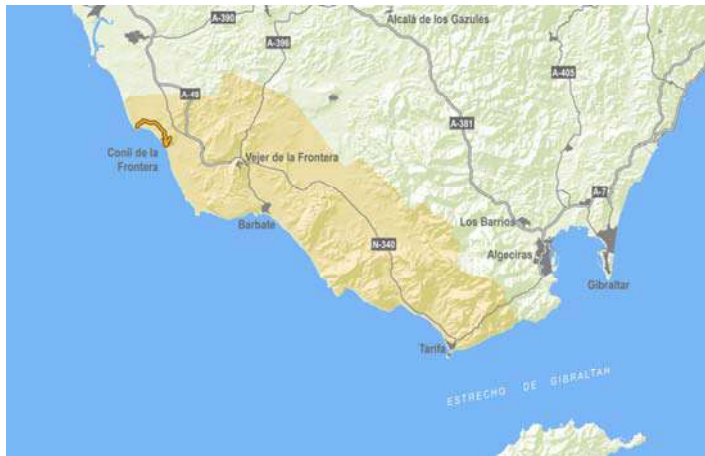 A-390
A-396
Alcalá de los Gazules
A-405
A-48
A-381
Conil de la
Frontera
Vejer de la Frontera
A-7
Los Barrios
Barbate
N-340
Algeciras
Gibraltar
Tarifa
ESTRECHO DE GIBRALTAR